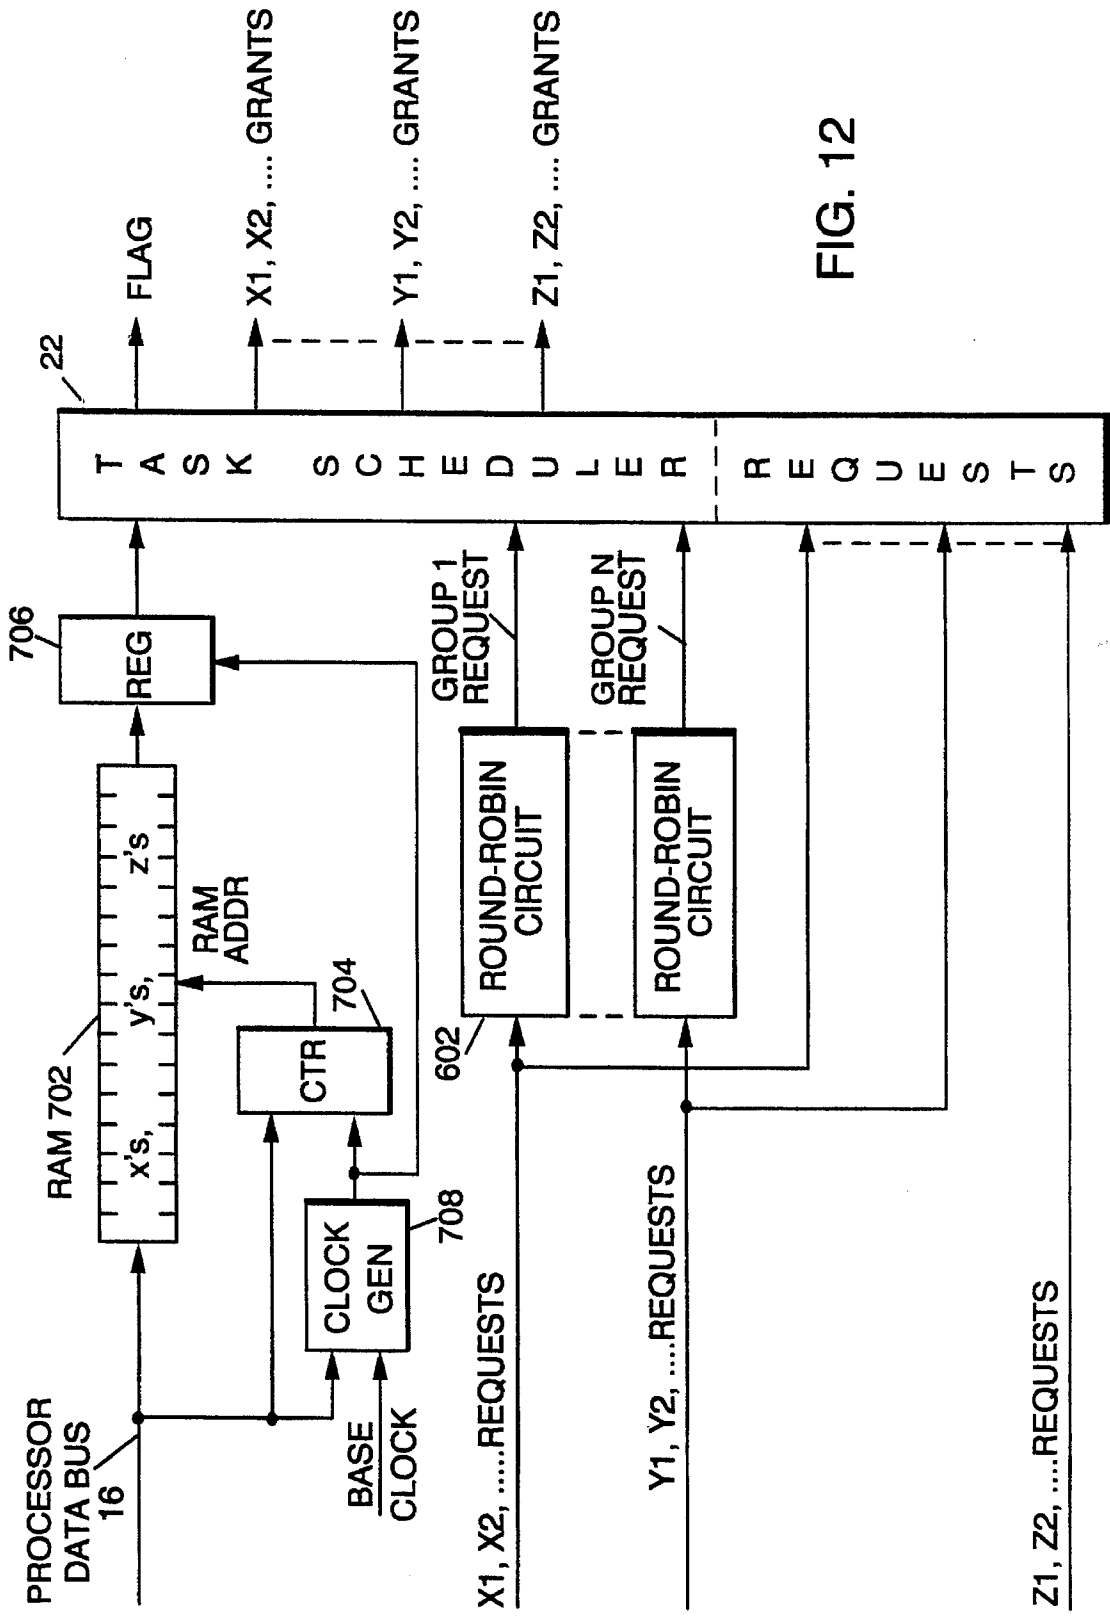 PROCESSOR
DATA BUS
16
RAM 702
x's, y's, z's
RAM
ADDR
706
REG
22
FLAG
CTR
704
CLOCK
GEN
708
BASE
CLOCK
X1, X2, .... GRANTS
Y1, Y2, .... GRANTS
Z1, Z2, .... GRANTS
TASK SCHEDULER
REQUESTS
X1, X2, .....REQUESTS
602
ROUND-ROBIN
CIRCUIT
GROUP 1
REQUEST
Y1, Y2, ....REQUESTS
ROUND-ROBIN
CIRCUIT
GROUP N
REQUEST
Z1, Z2, ....REQUESTS
FIG. 12